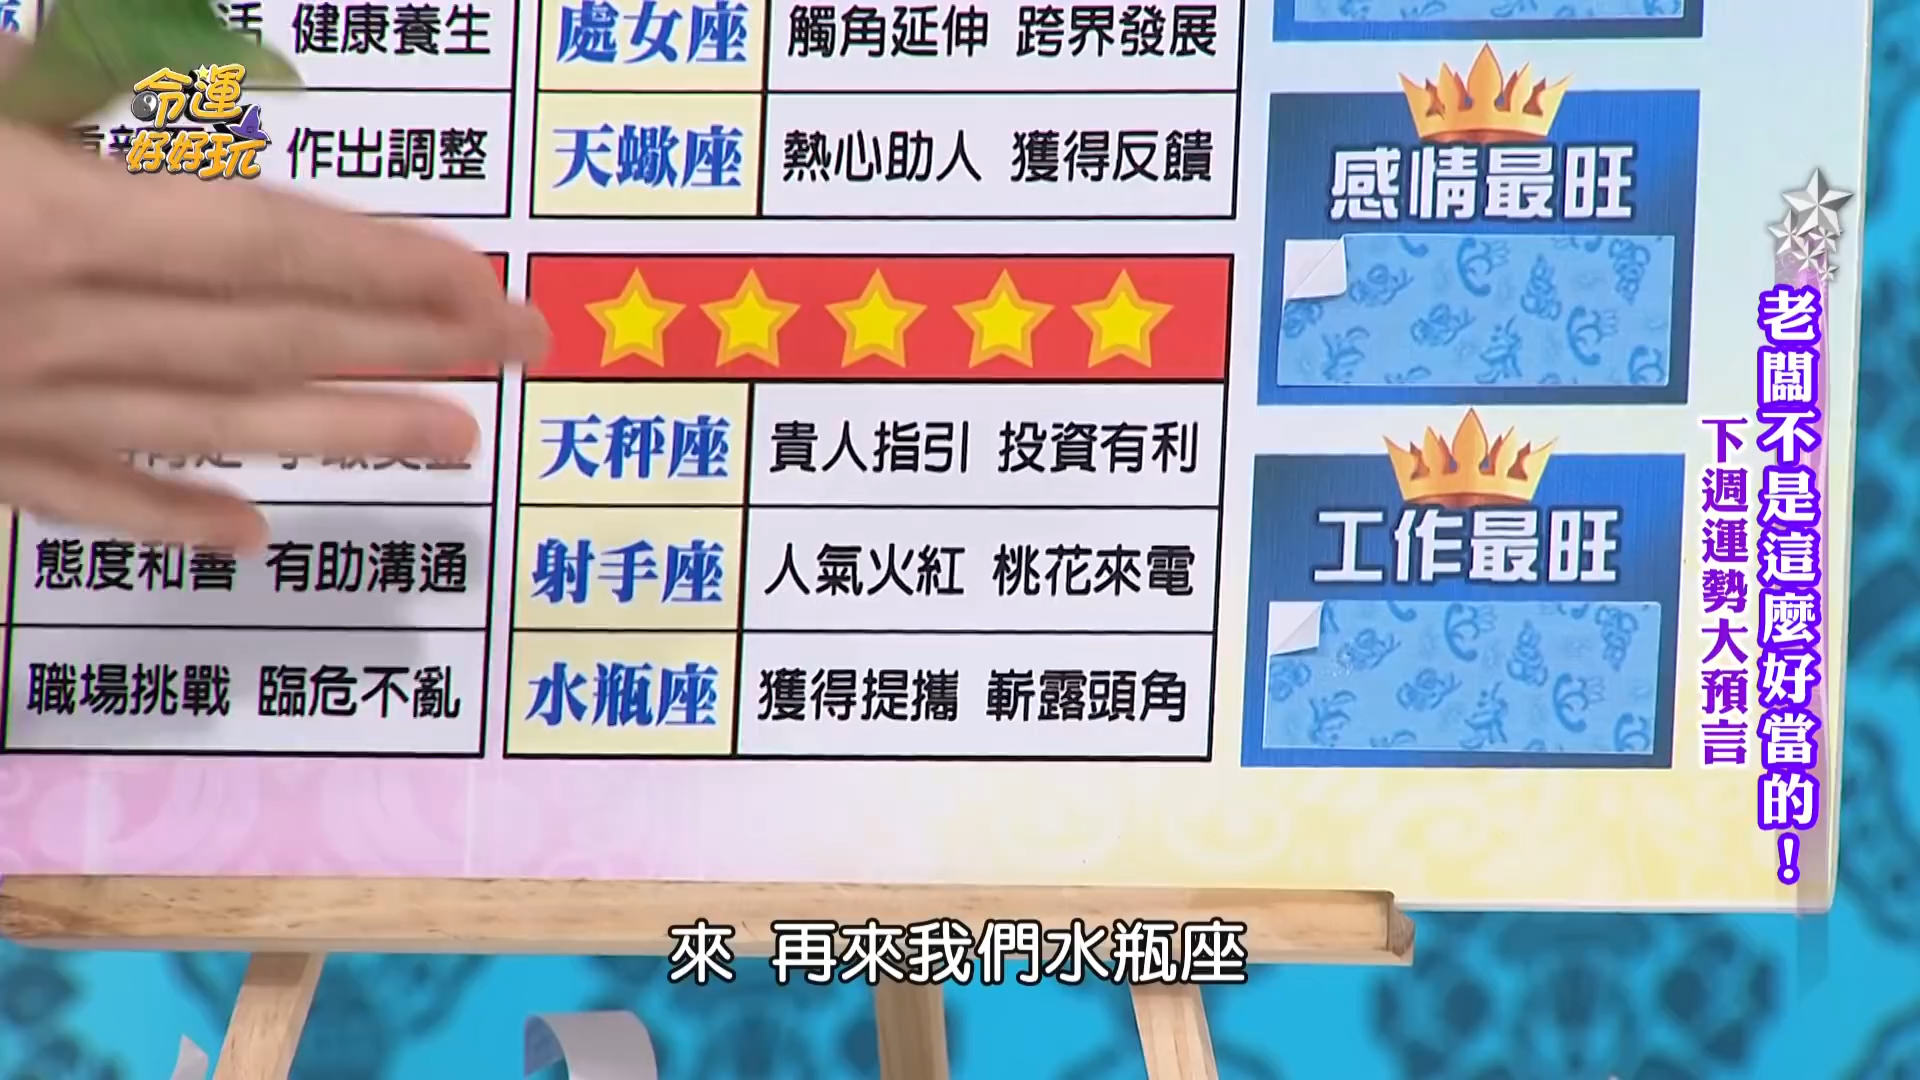 命運好好玩
健康養生
作出調整
態度和善 有助溝通
職場挑戰 臨危不亂
處女座 觸角延伸 跨界發展
天蠍座 熱心助人 獲得反饋
天秤座 貴人指引 投資有利
射手座 人氣火紅 桃花來電
水瓶座 獲得提攜 嶄露頭角
感情最旺
工作最旺
老闆不是這麼好當的！
下週運勢大預言
來 再來我們水瓶座